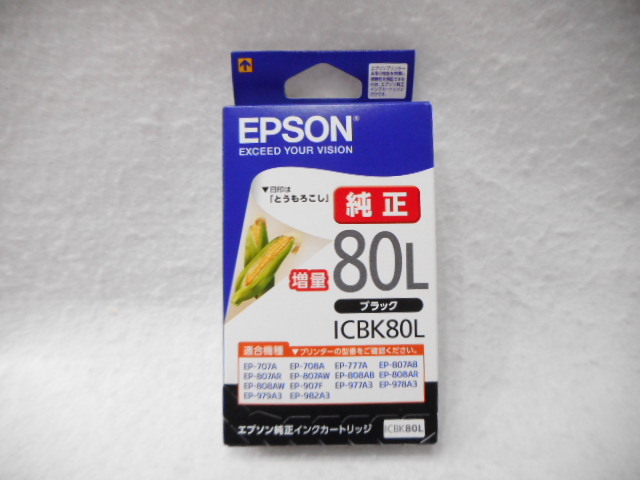 EPSON
EXCEED YOUR VISION
▼目印は
「とうもろこし」
純正
増量
80L
ブラック
ICBK80L
適合機種 ▼プリンターの型番をご確認ください。
EP-707A EP-708A EP-777A EP-807AB
EP-807AR EP-807AW EP-808AB EP-808AR
EP-808AW EP-907F EP-977A3 EP-978A3
EP-979A3 EP-982A3
エプソン純正インクカートリッジ
ICBK80L